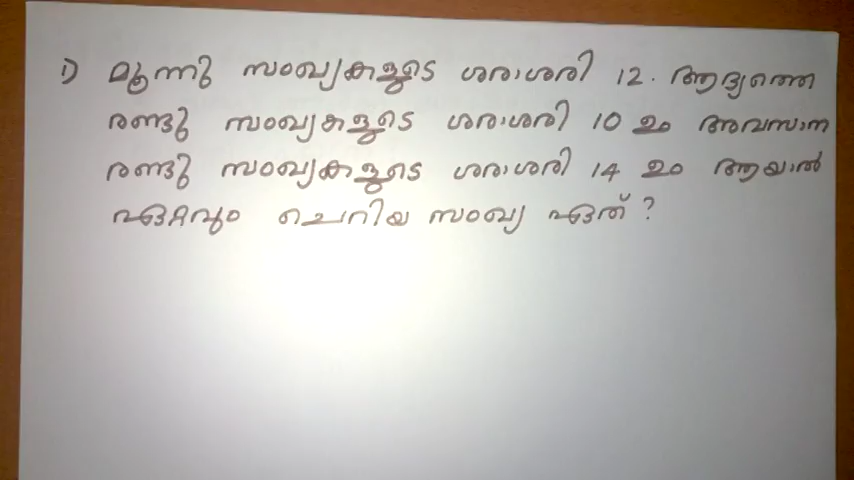 1) മൂന്നു സംഖ്യകളുടെ ശരാശരി 12. ആദ്യത്തെ
രണ്ടു സംഖ്യകളുടെ ശരാശരി 10 ഉം അവസാന
രണ്ടു സംഖ്യകളുടെ ശരാശരി 14 ഉം ആയാൽ
ഏറ്റവും ചെറിയ സംഖ്യ ഏത് ?